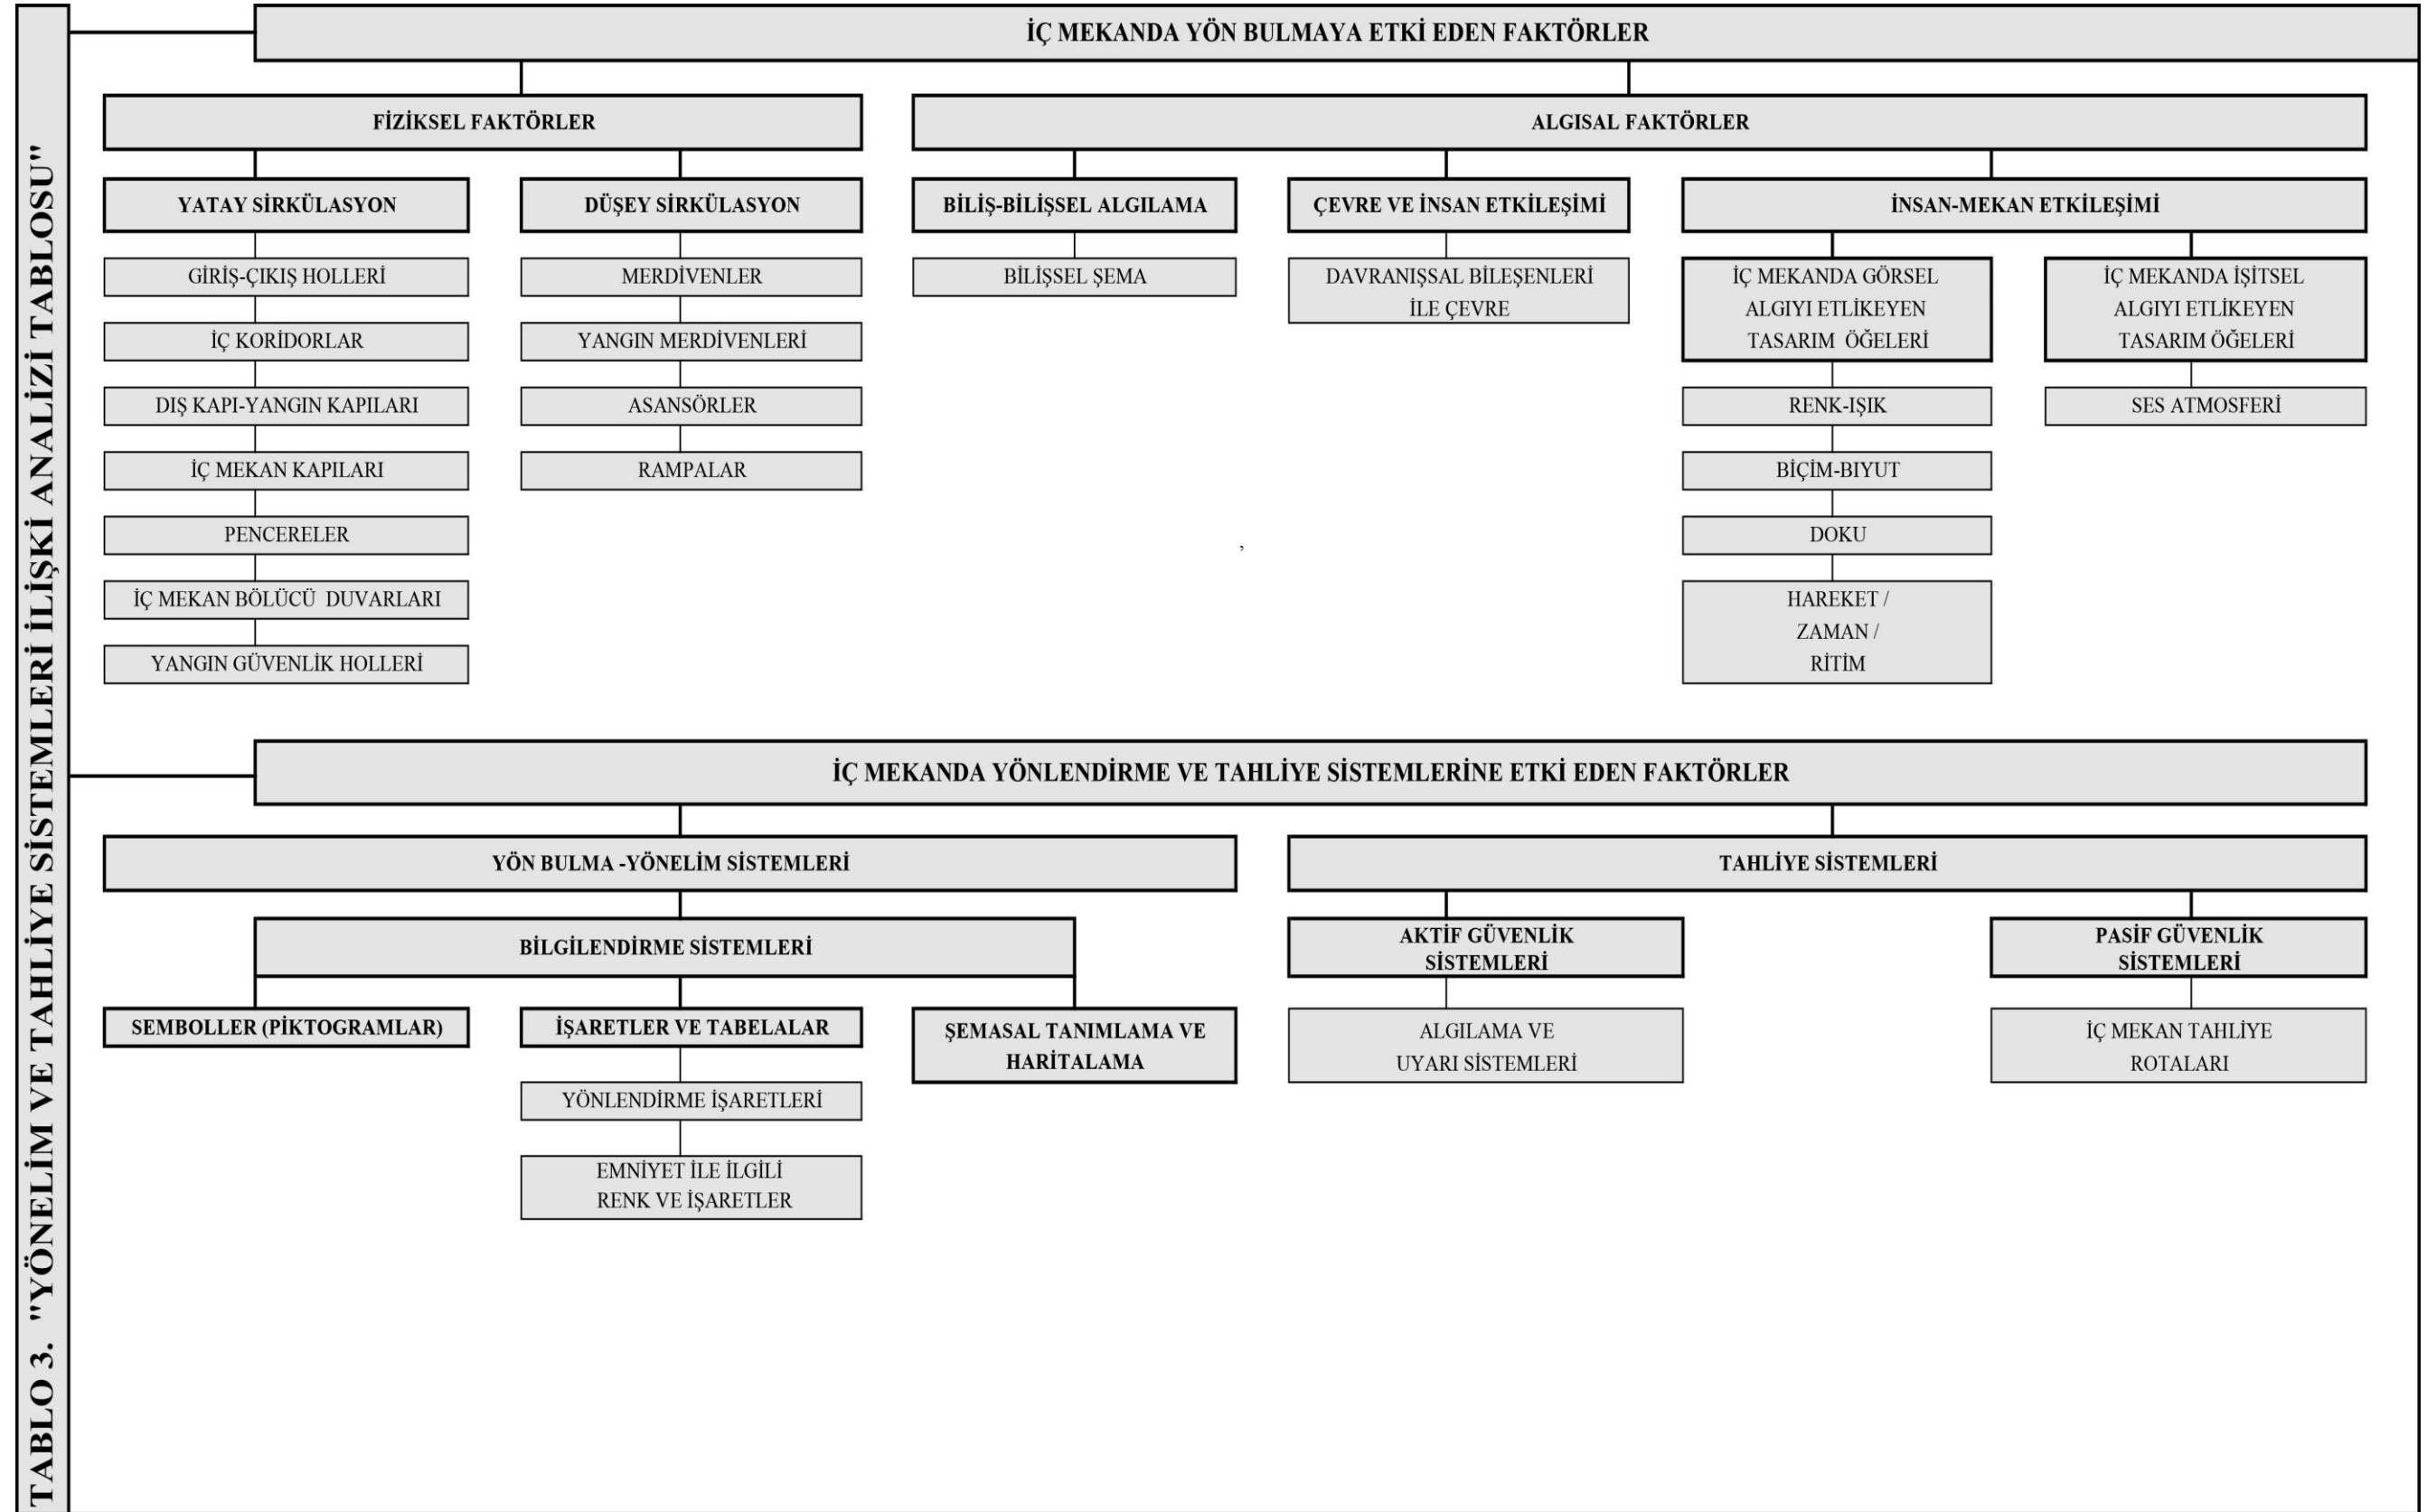 TABLO 3. "YÖNELİM VE TAHLİYE SİSTEMLERİ İLİŞKİ ANALİZİ TABLOSU"
İÇ MEKANDA YÖN BULMAYA ETKİ EDEN FAKTÖRLER
FİZİKSEL FAKTÖRLER
YATAY SİRKÜLASYON
GİRİŞ-ÇIKIŞ HOLLERİ
İÇ KORİDORLAR
DIŞ KAPI-YANGIN KAPILARI
İÇ MEKAN KAPILARI
PENCERELER
İÇ MEKAN BÖLÜCÜ DUVARLARI
YANGIN GÜVENLİK HOLLERİ
DÜŞEY SİRKÜLASYON
MERDİVENLER
YANGIN MERDİVENLERİ
ASANSÖRLER
RAMPALAR
ALGISAL FAKTÖRLER
BİLİŞ-BİLİŞSEL ALGILAMA
BİLİŞSEL ŞEMA
ÇEVRE VE İNSAN ETKİLEŞİMİ
DAVRANIŞSAL BİLEŞENLERİ
İLE ÇEVRE
İNSAN-MEKAN ETKİLEŞİMİ
İÇ MEKANDA GÖRSEL
ALGIYI ETLİKEYEN
TASARIM ÖĞELERİ
RENK-IŞIK
BİÇİM-BIYUT
DOKU
HAREKET /
ZAMAN /
RİTİM
İÇ MEKANDA İŞİTSEL
ALGIYI ETLİKEYEN
TASARIM ÖĞELERİ
SES ATMOSFERİ
,
İÇ MEKANDA YÖNLENDİRME VE TAHLİYE SİSTEMLERİNE ETKİ EDEN FAKTÖRLER
YÖN BULMA -YÖNELİM SİSTEMLERİ
BİLGİLENDİRME SİSTEMLERİ
SEMBOLLER (PİKTOGRAMLAR)
İŞARETLER VE TABELALAR
YÖNLENDİRME İŞARETLERİ
EMNİYET İLE İLGİLİ
RENK VE İŞARETLER
ŞEMASAL TANIMLAMA VE
HARİTALAMA
TAHLİYE SİSTEMLERİ
AKTİF GÜVENLİK
SİSTEMLERİ
ALGILAMA VE
UYARI SİSTEMLERİ
PASİF GÜVENLİK
SİSTEMLERİ
İÇ MEKAN TAHLİYE
ROTALARI